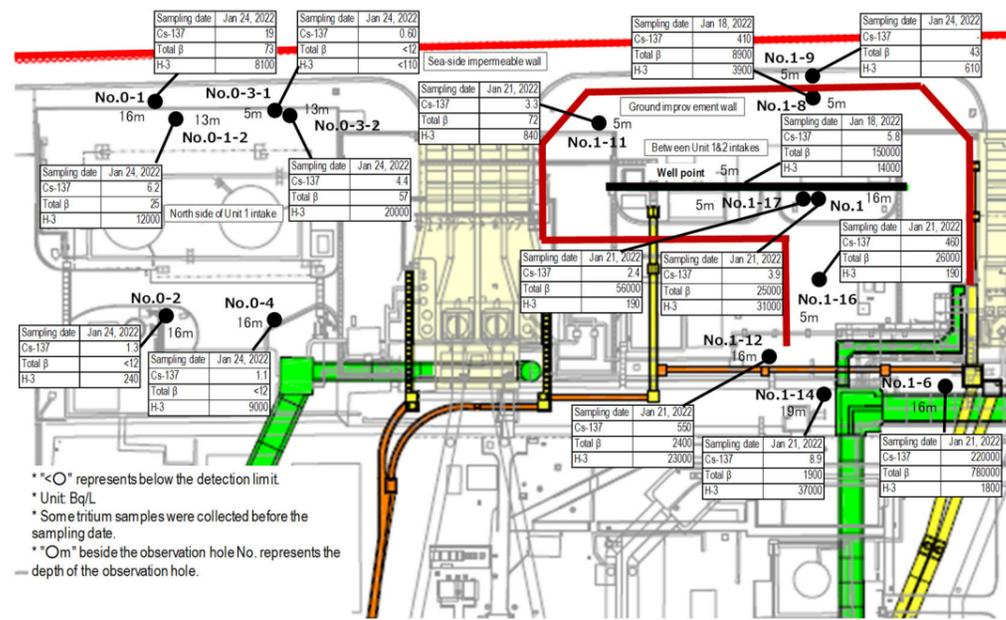 Sampling date Jan 24, 2022
Cs-137 19
Total β 73
H-3 8100
Sampling date Jan 24, 2022
Cs-137 0.60
Total β <12
H-3 <110
Sea-side impermeable wall
Sampling date Jan 18, 2022
Cs-137 410
Total β 8900
H-3 3900
Sampling date Jan 24, 2022
Cs-137 -
Total β 43
H-3 610
No.0-1
16m
No.0-3-1
5m
13m
No.0-1-2
13m
No.0-3-2
Sampling date Jan 21, 2022
Cs-137 3.3
Total β 72
H-3 840
5m
No.1-11
No.1-9
5m
No.1-8
5m
Ground improvement wall
Between Unit 1&2 intakes
Sampling date Jan 18, 2022
Cs-137 5.8
Total β 150000
H-3 14000
Well point
5m
5m
No.1-17
No.1
16m
Sampling date Jan 24, 2022
Cs-137 6.2
Total β 25
H-3 12000
North side of Unit 1 intake
Sampling date Jan 24, 2022
Cs-137 4.4
Total β 57
H-3 20000
Sampling date Jan 21, 2022
Cs-137 2.4
Total β 56000
H-3 190
Sampling date Jan 21, 2022
Cs-137 3.9
Total β 25000
H-3 31000
Sampling date Jan 21, 2022
Cs-137 460
Total β 26000
H-3 190
No.1-16
5m
No.0-2
16m
No.0-4
16m
Sampling date Jan 24, 2022
Cs-137 1.3
Total β <12
H-3 240
Sampling date Jan 24, 2022
Cs-137 1.1
Total β <12
H-3 9000
No.1-12
16m
No.1-14
19m
No.1-6
16m
Sampling date Jan 21, 2022
Cs-137 550
Total β 2400
H-3 23000
Sampling date Jan 21, 2022
Cs-137 8.9
Total β 1900
H-3 37000
Sampling date Jan 21, 2022
Cs-137 220000
Total β 780000
H-3 1800
* "<O" represents below the detection limit.
* Unit: Bq/L
* Some tritium samples were collected before the
sampling date.
* "Om" beside the observation hole No. represents the
depth of the observation hole.